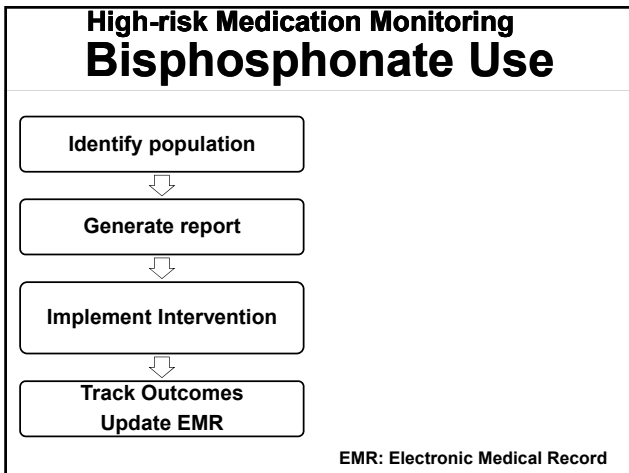 High-risk Medication Monitoring
Bisphosphonate Use
Identify population
Generate report
Implement Intervention
Track Outcomes
Update EMR
EMR: Electronic Medical Record